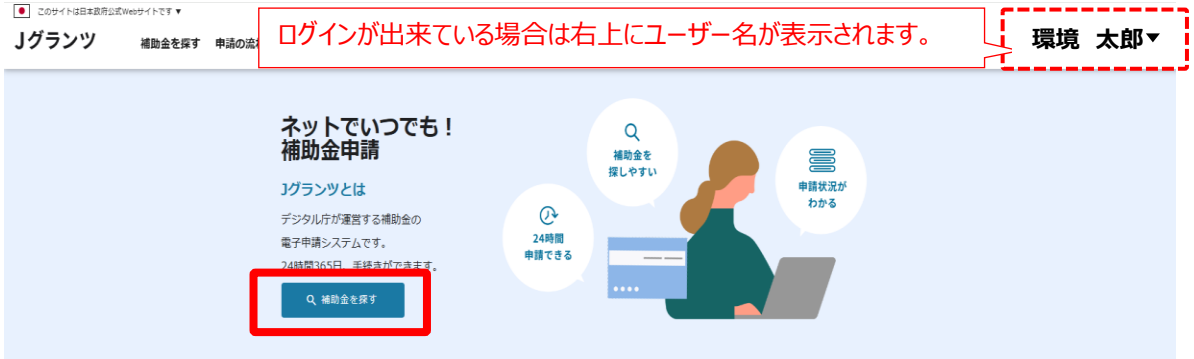 このサイトは日本政府公式Webサイトです ▼
Jグランツ
補助金を探す 申請の流れ
ログインが出来ている場合は右上にユーザー名が表示されます。
環境 太郎▼
ネットでいつでも！
補助金申請
Jグランツとは
デジタル庁が運営する補助金の
電子申請システムです。
24時間365日、手続きができます。
補助金を探す
補助金を
探しやすい
24時間
申請できる
申請状況が
わかる